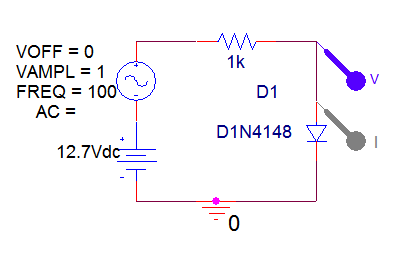 VOFF = 0
VAMPL = 1
FREQ = 100
AC =
1k
V
D1
D1N4148
I
12.7Vdc
+
-
0